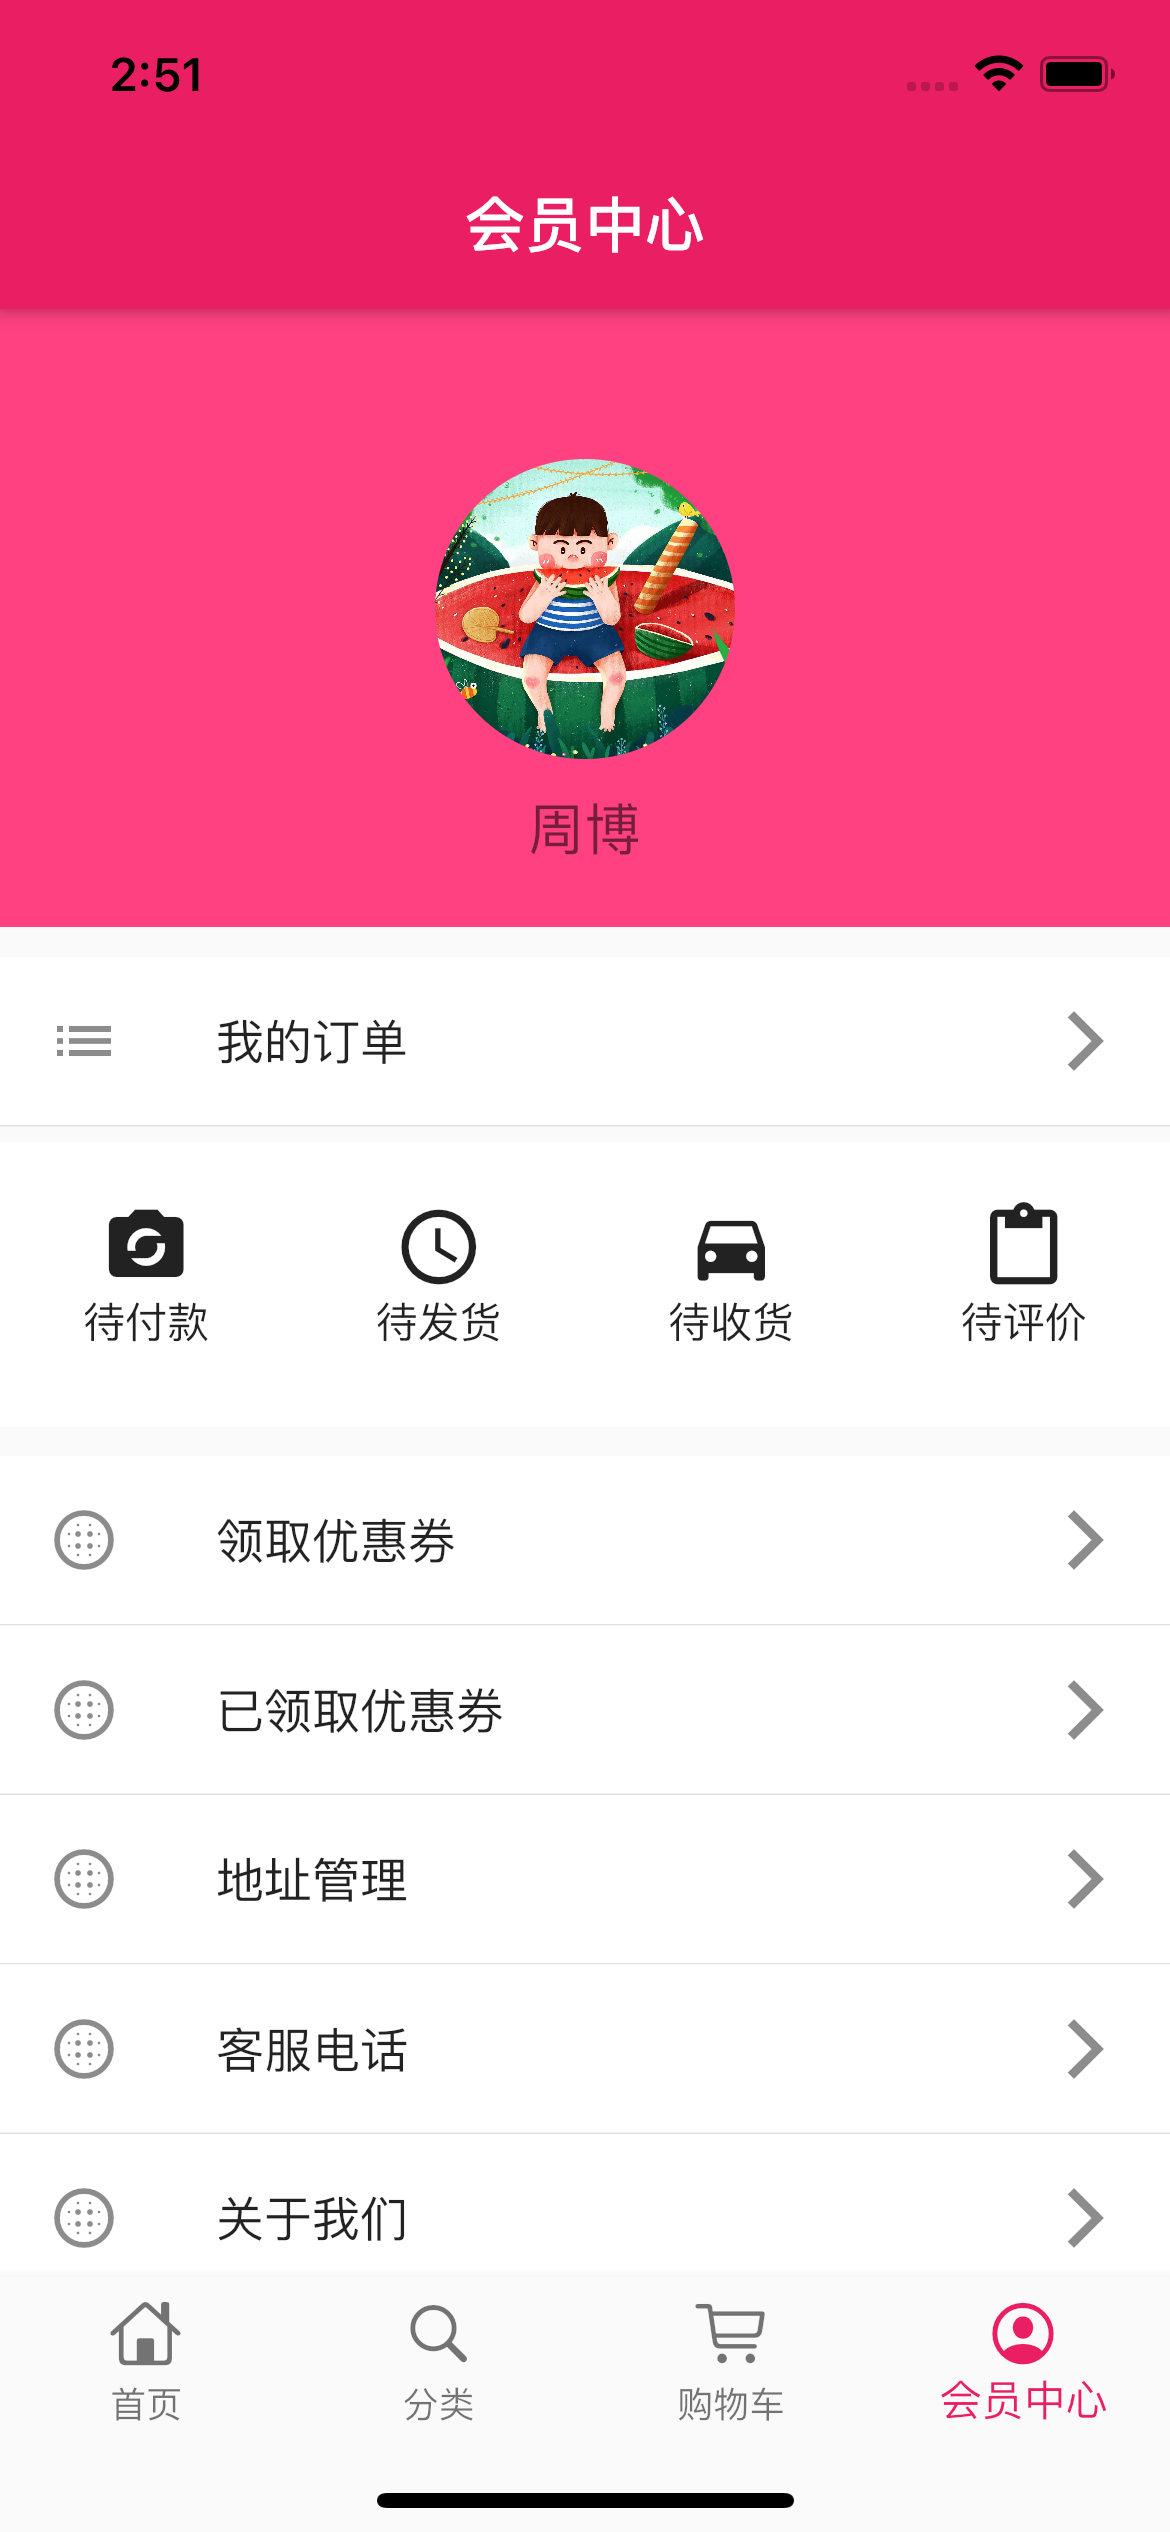 2:51
会员中心
周博
我的订单
待付款 待发货 待收货 待评价
领取优惠券
已领取优惠券
地址管理
客服电话
关于我们
首页 分类 购物车 会员中心